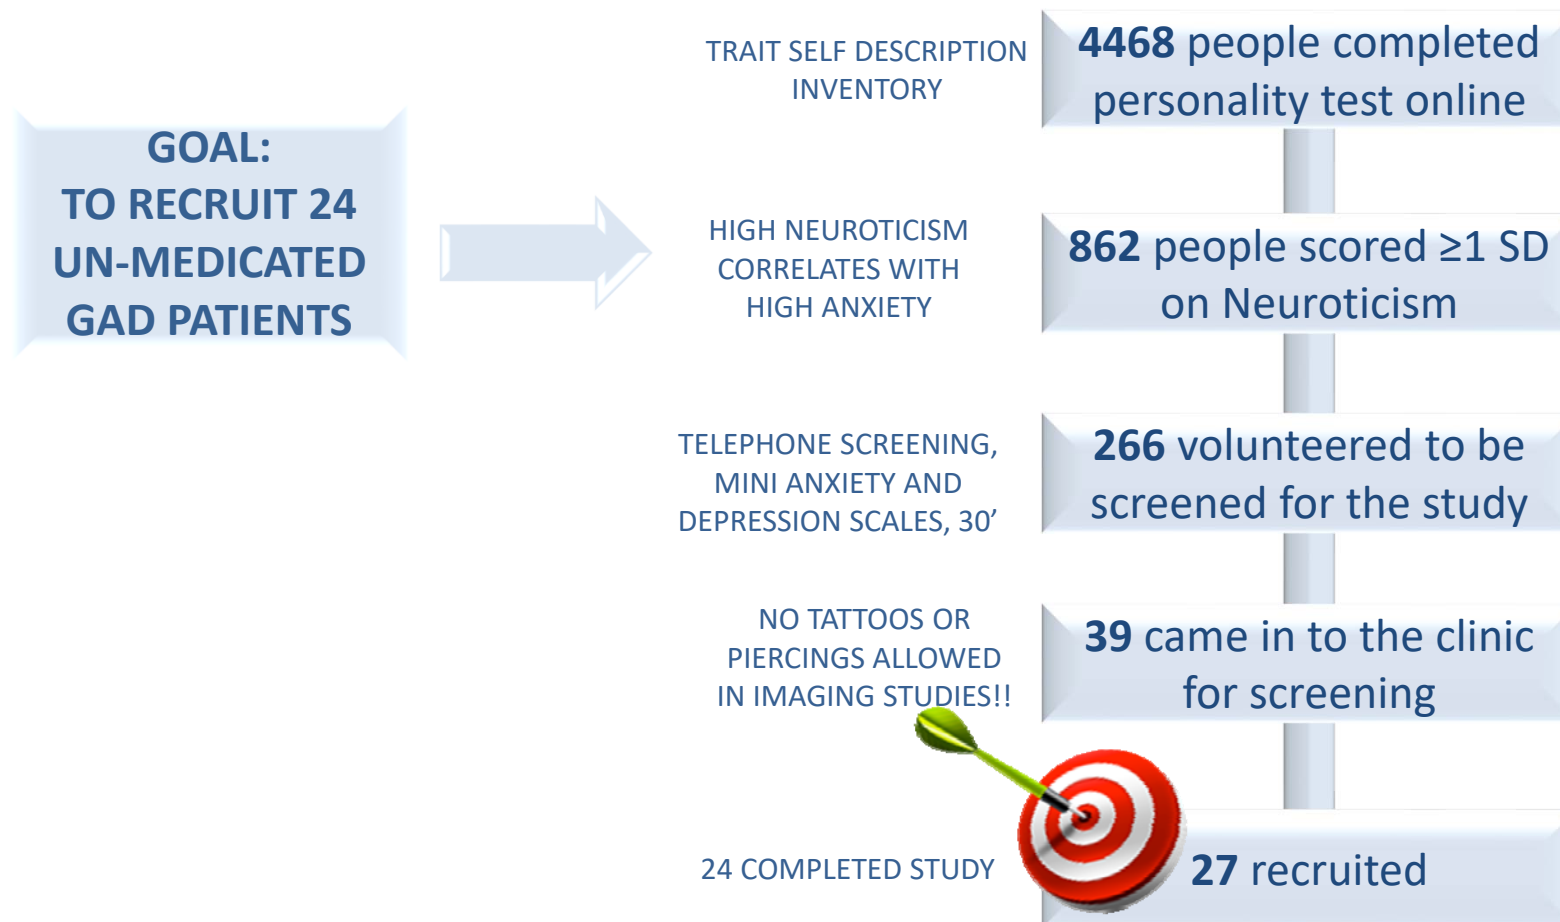 GOAL:
TO RECRUIT 24
UN-MEDICATED
GAD PATIENTS
TRAIT SELF DESCRIPTION
INVENTORY
4468 people completed
personality test online
HIGH NEUROTICISM
CORRELATES WITH
HIGH ANXIETY
862 people scored ≥1 SD
on Neuroticism
TELEPHONE SCREENING,
MINI ANXIETY AND
DEPRESSION SCALES, 30’
266 volunteered to be
screened for the study
NO TATTOOS OR
PIERCINGS ALLOWED
IN IMAGING STUDIES!!
39 came in to the clinic
for screening
24 COMPLETED STUDY
27 recruited